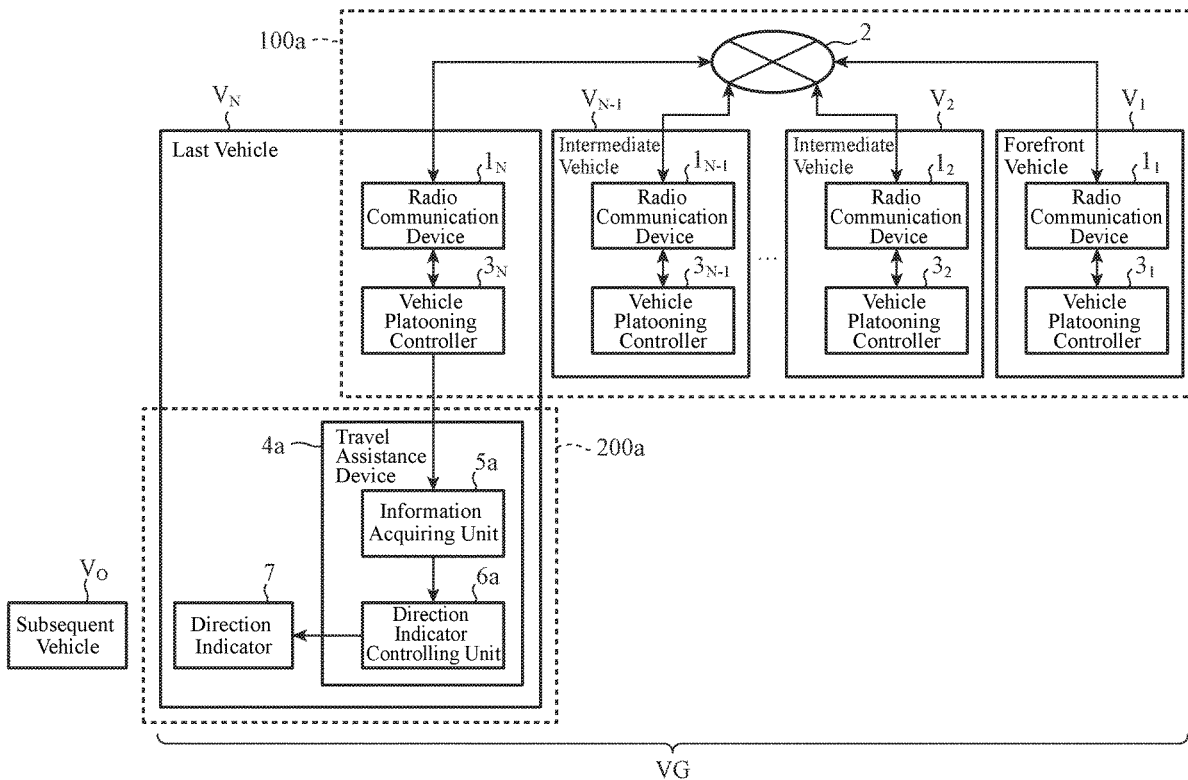 100a
2
V_N
V_N-1
V_2
V_1
Last Vehicle
Intermediate
Vehicle
Intermediate
Vehicle
Forefront
Vehicle
1_N
1_N-1
1_2
1_1
Radio
Communication
Device
Radio
Communication
Device
Radio
Communication
Device
Radio
Communication
Device
...
3_N
3_N-1
3_2
3_1
Vehicle
Platooning
Controller
Vehicle
Platooning
Controller
Vehicle
Platooning
Controller
Vehicle
Platooning
Controller
4a
Travel
Assistance
Device
200a
5a
Information
Acquiring Unit
V_O
7
6a
Subsequent
Vehicle
Direction
Indicator
Direction
Indicator
Controlling Unit
VG